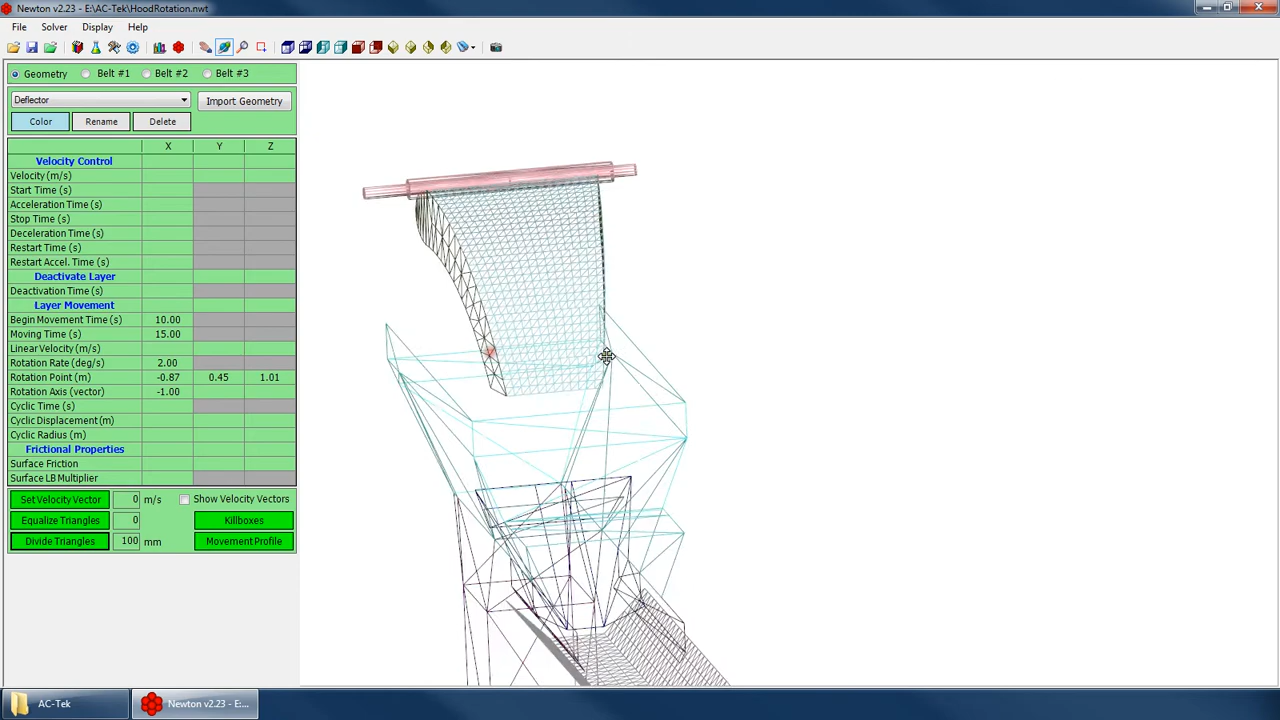 Newton v2.23 - E:\AC-Tek\HoodRotation.nwt
File Solver Display Help
Geometry Belt #1 Belt #2 Belt #3
Deflector Import Geometry
Color Rename Delete
X Y Z
Velocity Control
Velocity (m/s)
Start Time (s)
Acceleration Time (s)
Stop Time (s)
Deceleration Time (s)
Restart Time (s)
Restart Accel. Time (s)
Deactivate Layer
Deactivation Time (s)
Layer Movement
Begin Movement Time (s) 10.00
Moving Time (s) 15.00
Linear Velocity (m/s)
Rotation Rate (deg/s) 2.00
Rotation Point (m) -0.87 0.45 1.01
Rotation Axis (vector) -1.00
Cyclic Time (s)
Cyclic Displacement (m)
Cyclic Radius (m)
Frictional Properties
Surface Friction
Surface LB Multiplier
Set Velocity Vector 0 m/s Show Velocity Vectors
Equalize Triangles 0 Killboxes
Divide Triangles 100 mm Movement Profile
AC-Tek Newton v2.23 - E:...